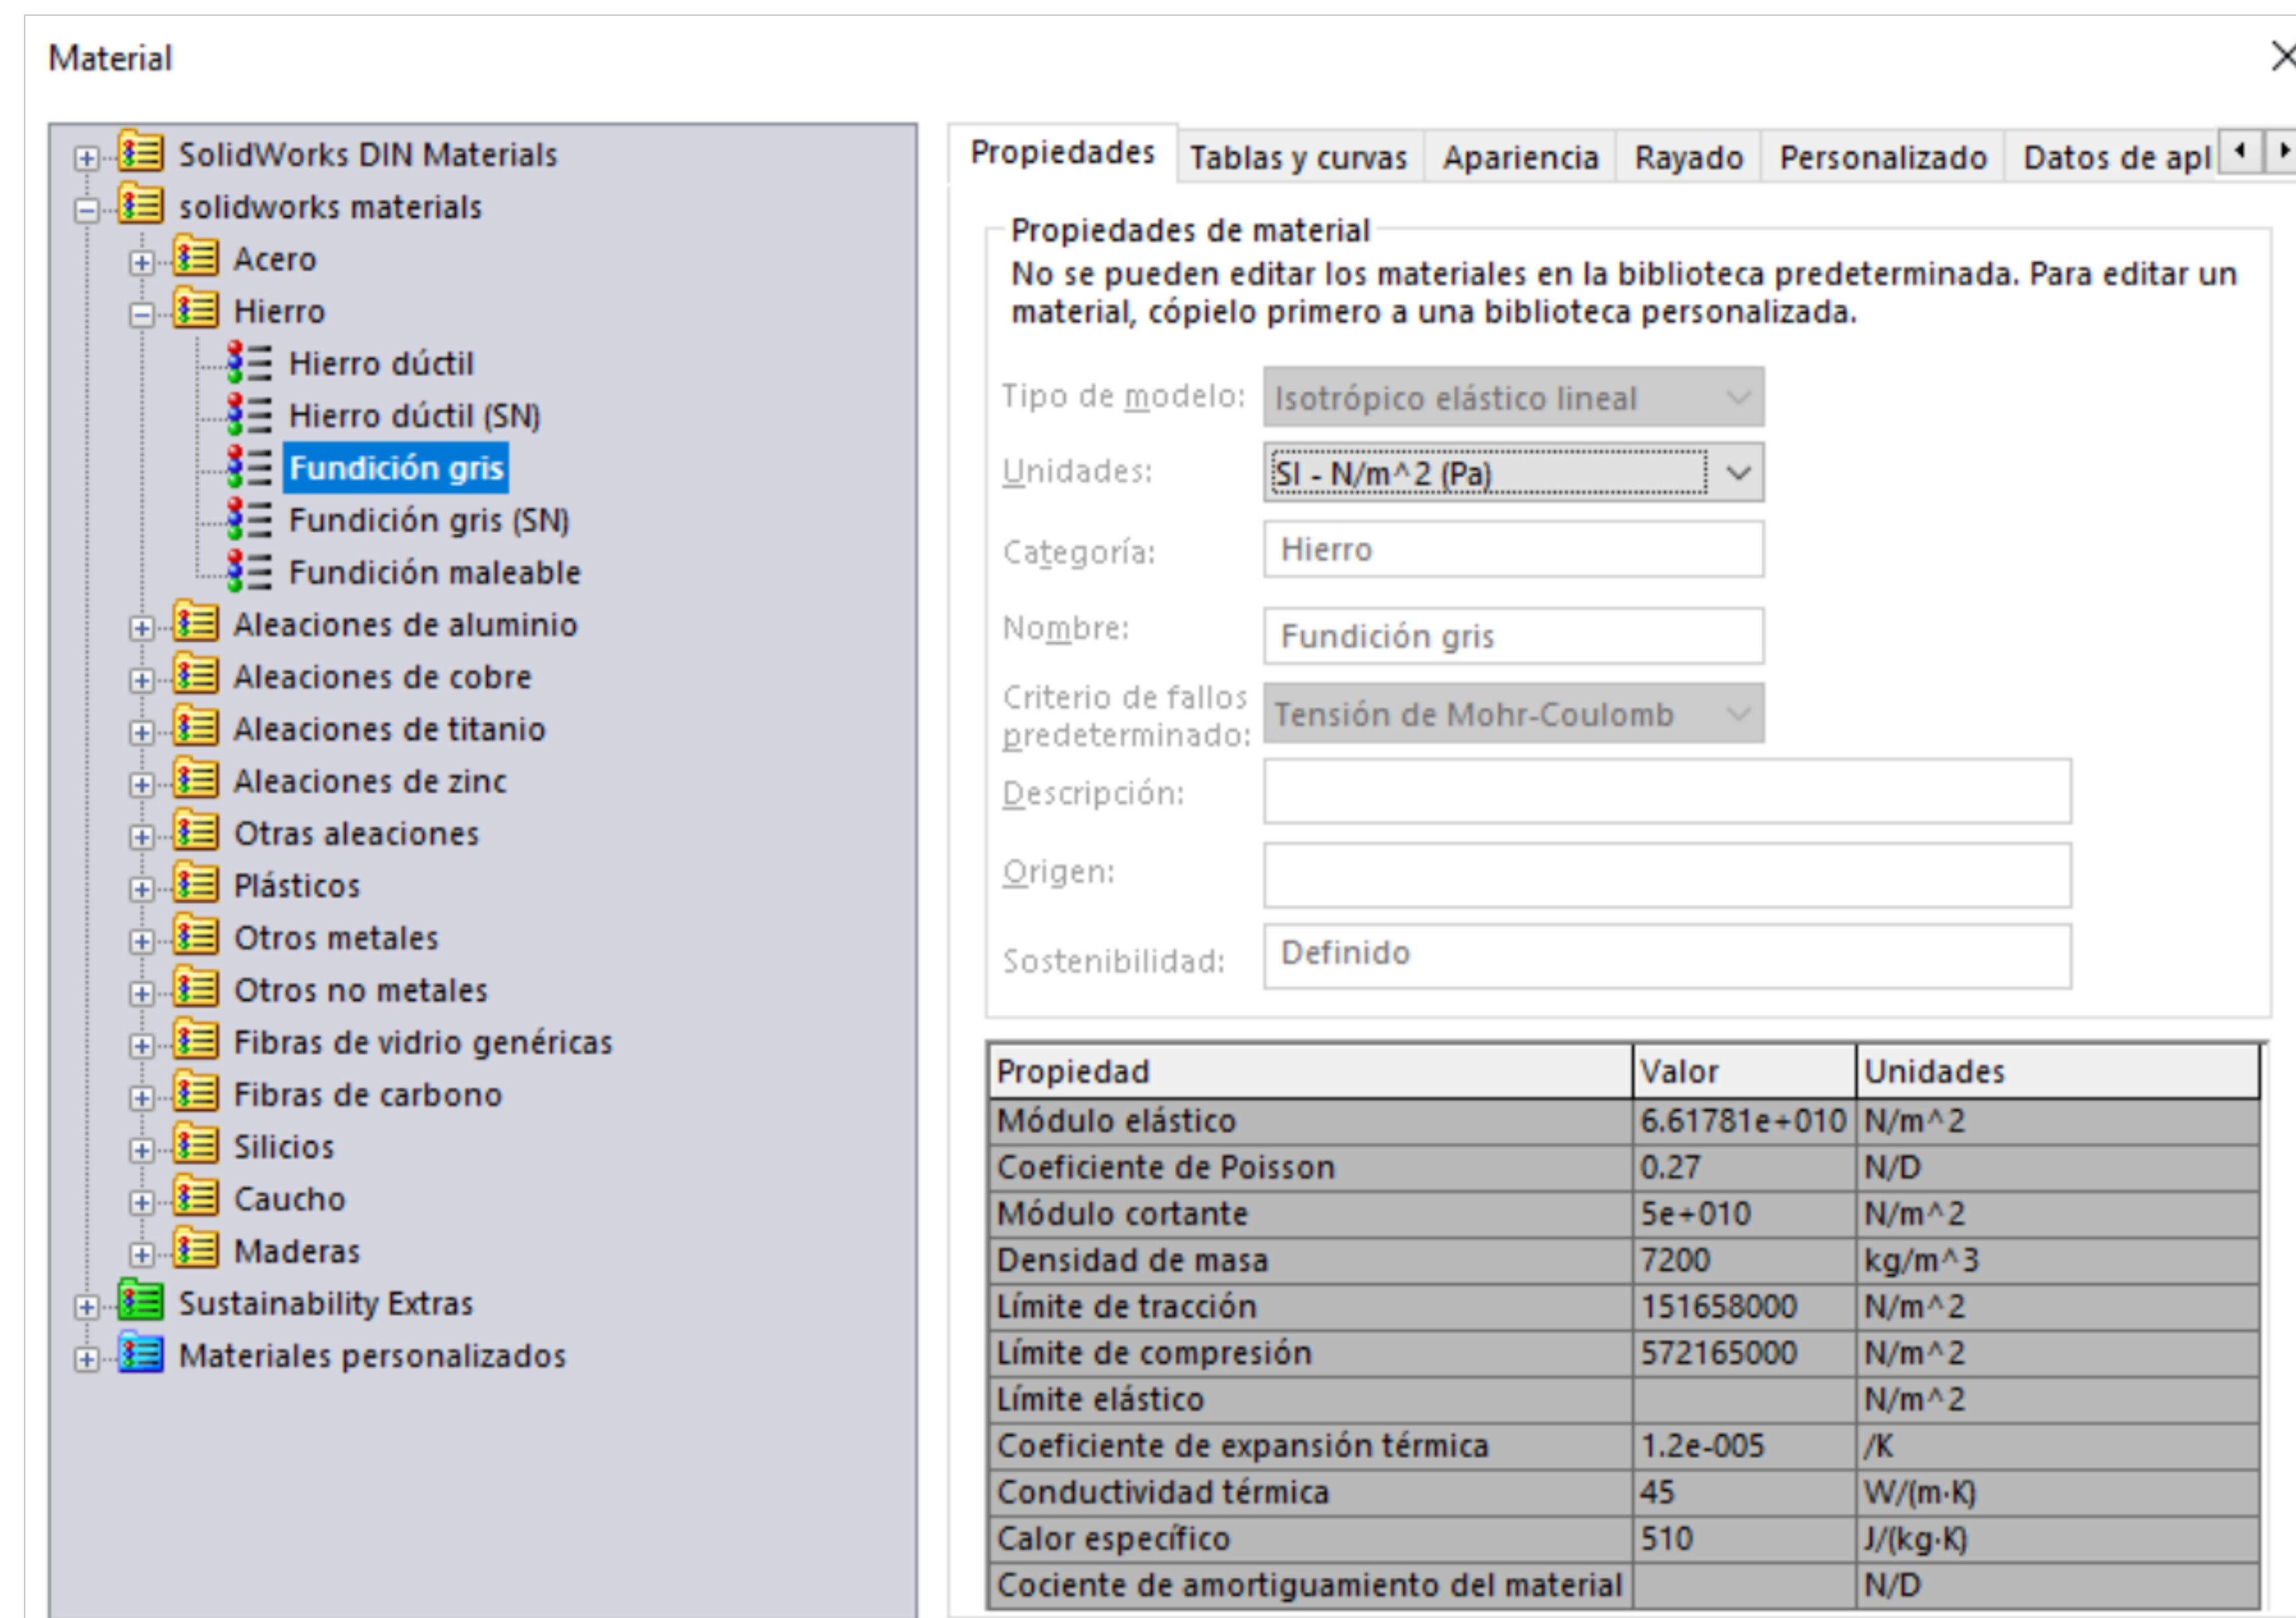 Material
SolidWorks DIN Materials
solidworks materials
Acero
Hierro
Hierro dúctil
Hierro dúctil (SN)
Fundición gris
Fundición gris (SN)
Fundición maleable
Aleaciones de aluminio
Aleaciones de cobre
Aleaciones de titanio
Aleaciones de zinc
Otras aleaciones
Plásticos
Otros metales
Otros no metales
Fibras de vidrio genéricas
Fibras de carbono
Silicios
Caucho
Maderas
Sustainability Extras
Materiales personalizados
Propiedades Tablas y curvas Apariencia Rayado Personalizado Datos de apl
Propiedades de material
No se pueden editar los materiales en la biblioteca predeterminada. Para editar un
material, cópielo primero a una biblioteca personalizada.
Tipo de modelo: Isotrópico elástico lineal
Unidades: SI - N/m^2 (Pa)
Categoría: Hierro
Nombre: Fundición gris
Criterio de fallos
predeterminado: Tensión de Mohr-Coulomb
Descripción:
Origen:
Sostenibilidad: Definido
Propiedad Valor Unidades
Módulo elástico 6.61781e+010 N/m^2
Coeficiente de Poisson 0.27 N/D
Módulo cortante 5e+010 N/m^2
Densidad de masa 7200 kg/m^3
Límite de tracción 151658000 N/m^2
Límite de compresión 572165000 N/m^2
Límite elástico N/m^2
Coeficiente de expansión térmica 1.2e-005 /K
Conductividad térmica 45 W/(m·K)
Calor específico 510 J/(kg·K)
Cociente de amortiguamiento del material N/D